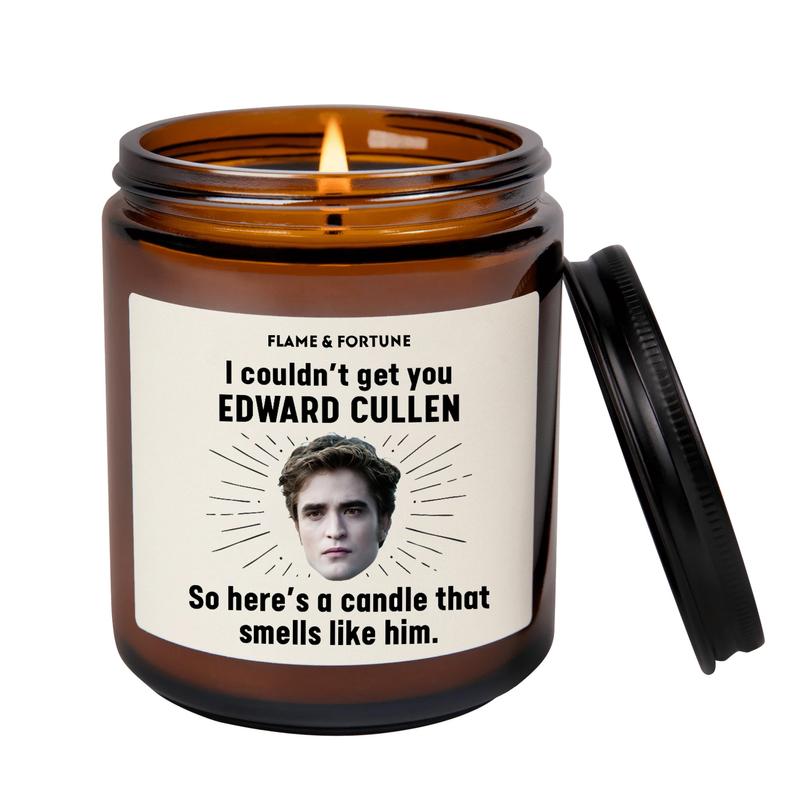 FLAME & FORTUNE
I couldn't get you
EDWARD CULLEN
So here's a candle that
smells like him.